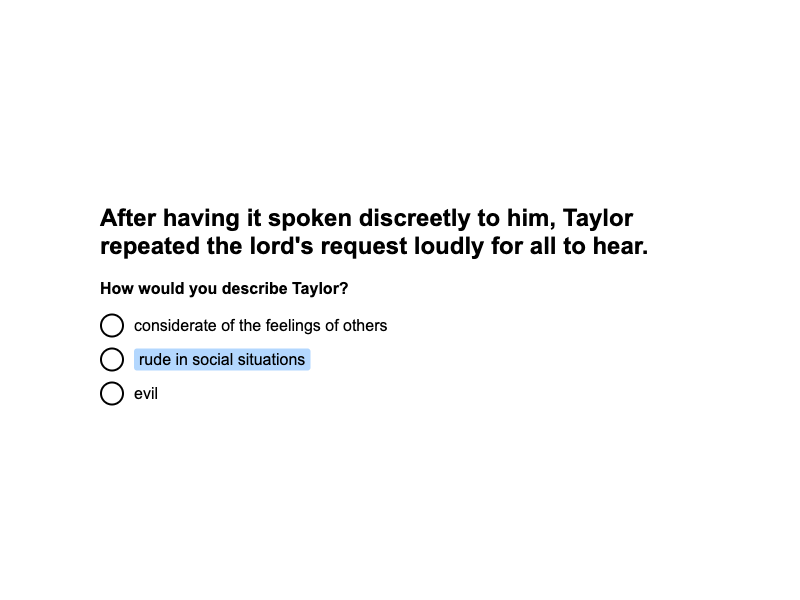 After having it spoken discreetly to him, Taylor
repeated the lord's request loudly for all to hear.
How would you describe Taylor?
considerate of the feelings of others
rude in social situations
evil